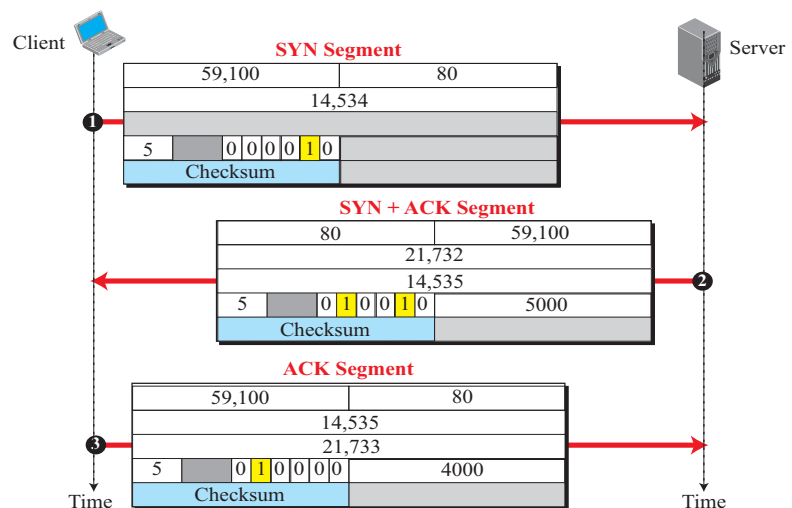 Client
Server
SYN Segment
59,100 80
14,534
1
5 0 0 0 0 1 0
Checksum
SYN + ACK Segment
80 59,100
21,732
14,535
2
5 0 1 0 0 1 0 5000
Checksum
ACK Segment
59,100 80
14,535
21,733
3
5 0 1 0 0 0 0 4000
Checksum
Time
Time